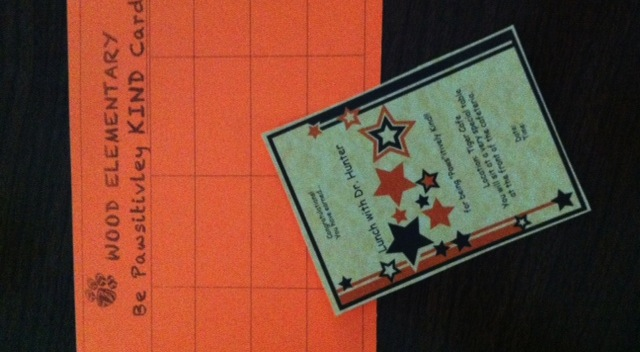 WOOD ELEMENTARY
Be Pawsitivley KIND Card
Congratulations!
You have earned...
Lunch with Dr. Hunter
for being "Paws"itively Kind!
Location: Tiger Cafe
You will sit at a very special table
at the front of the cafeteria.
Date:
Time: